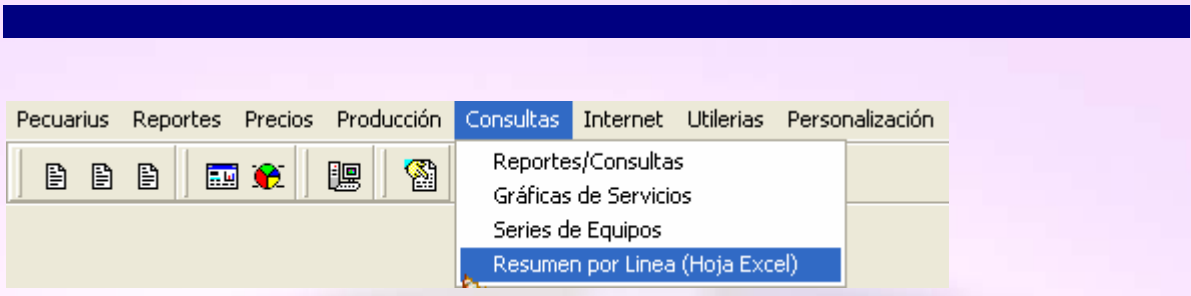 Pecuarius Reportes Precios Producción Consultas Internet Utilerias Personalización
Reportes/Consultas
Gráficas de Servicios
Series de Equipos
Resumen por Linea (Hoja Excel)